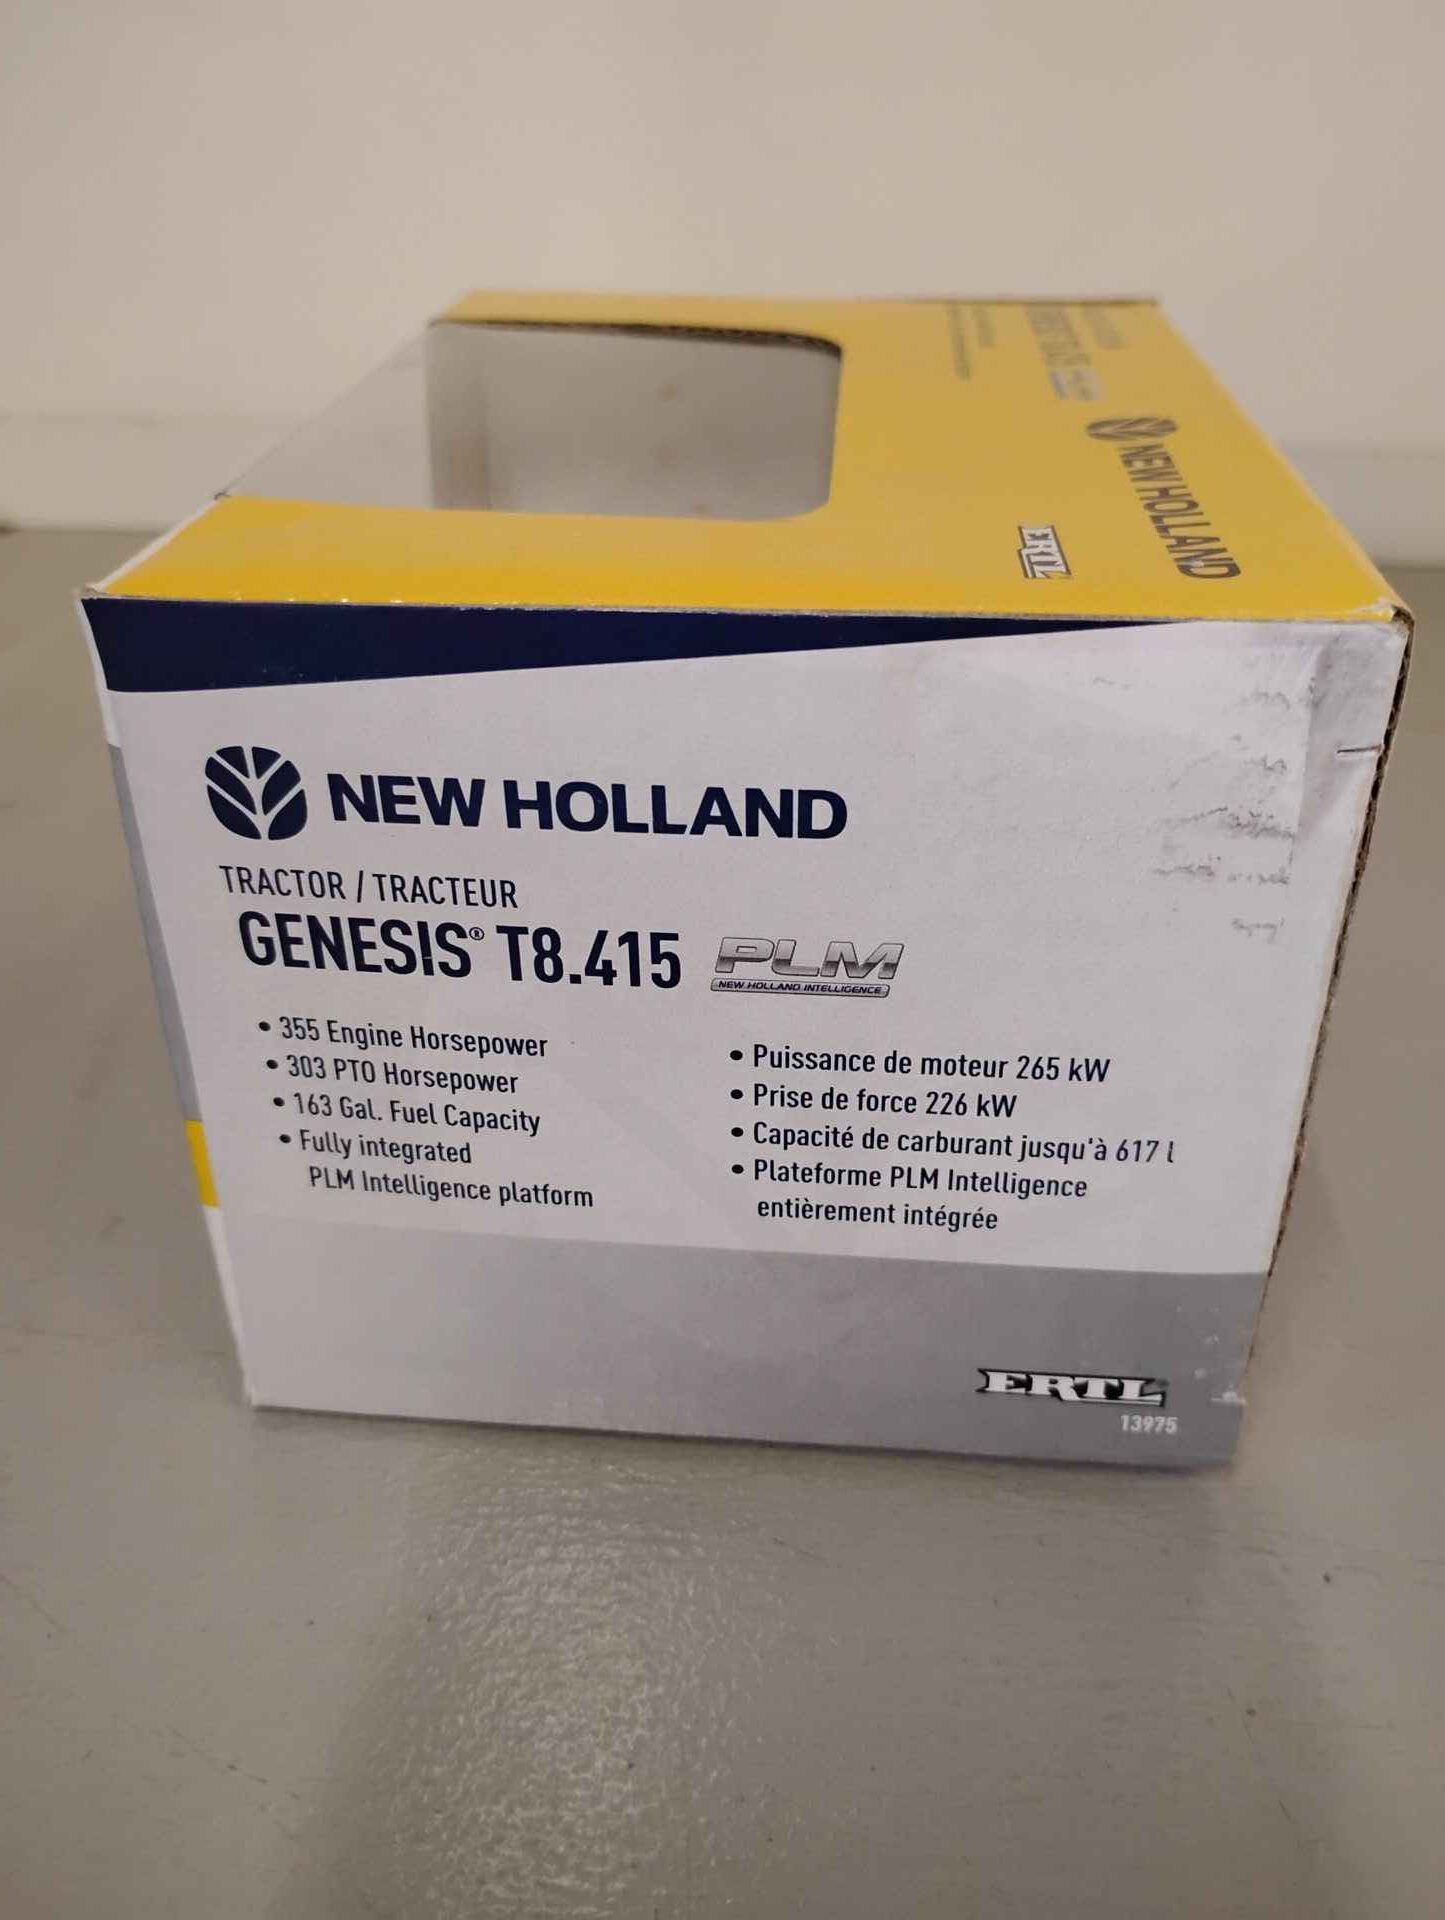 NEW HOLLAND
ERTL
NEW HOLLAND
TRACTOR / TRACTEUR
GENESIS® T8.415 PLM
NEW HOLLAND INTELLIGENCE
• 355 Engine Horsepower
• 303 PTO Horsepower
• 163 Gal. Fuel Capacity
• Fully integrated
PLM Intelligence platform
• Puissance de moteur 265 kW
• Prise de force 226 kW
• Capacité de carburant jusqu'à 617 l
• Plateforme PLM Intelligence
entièrement intégrée
ERTL
13975